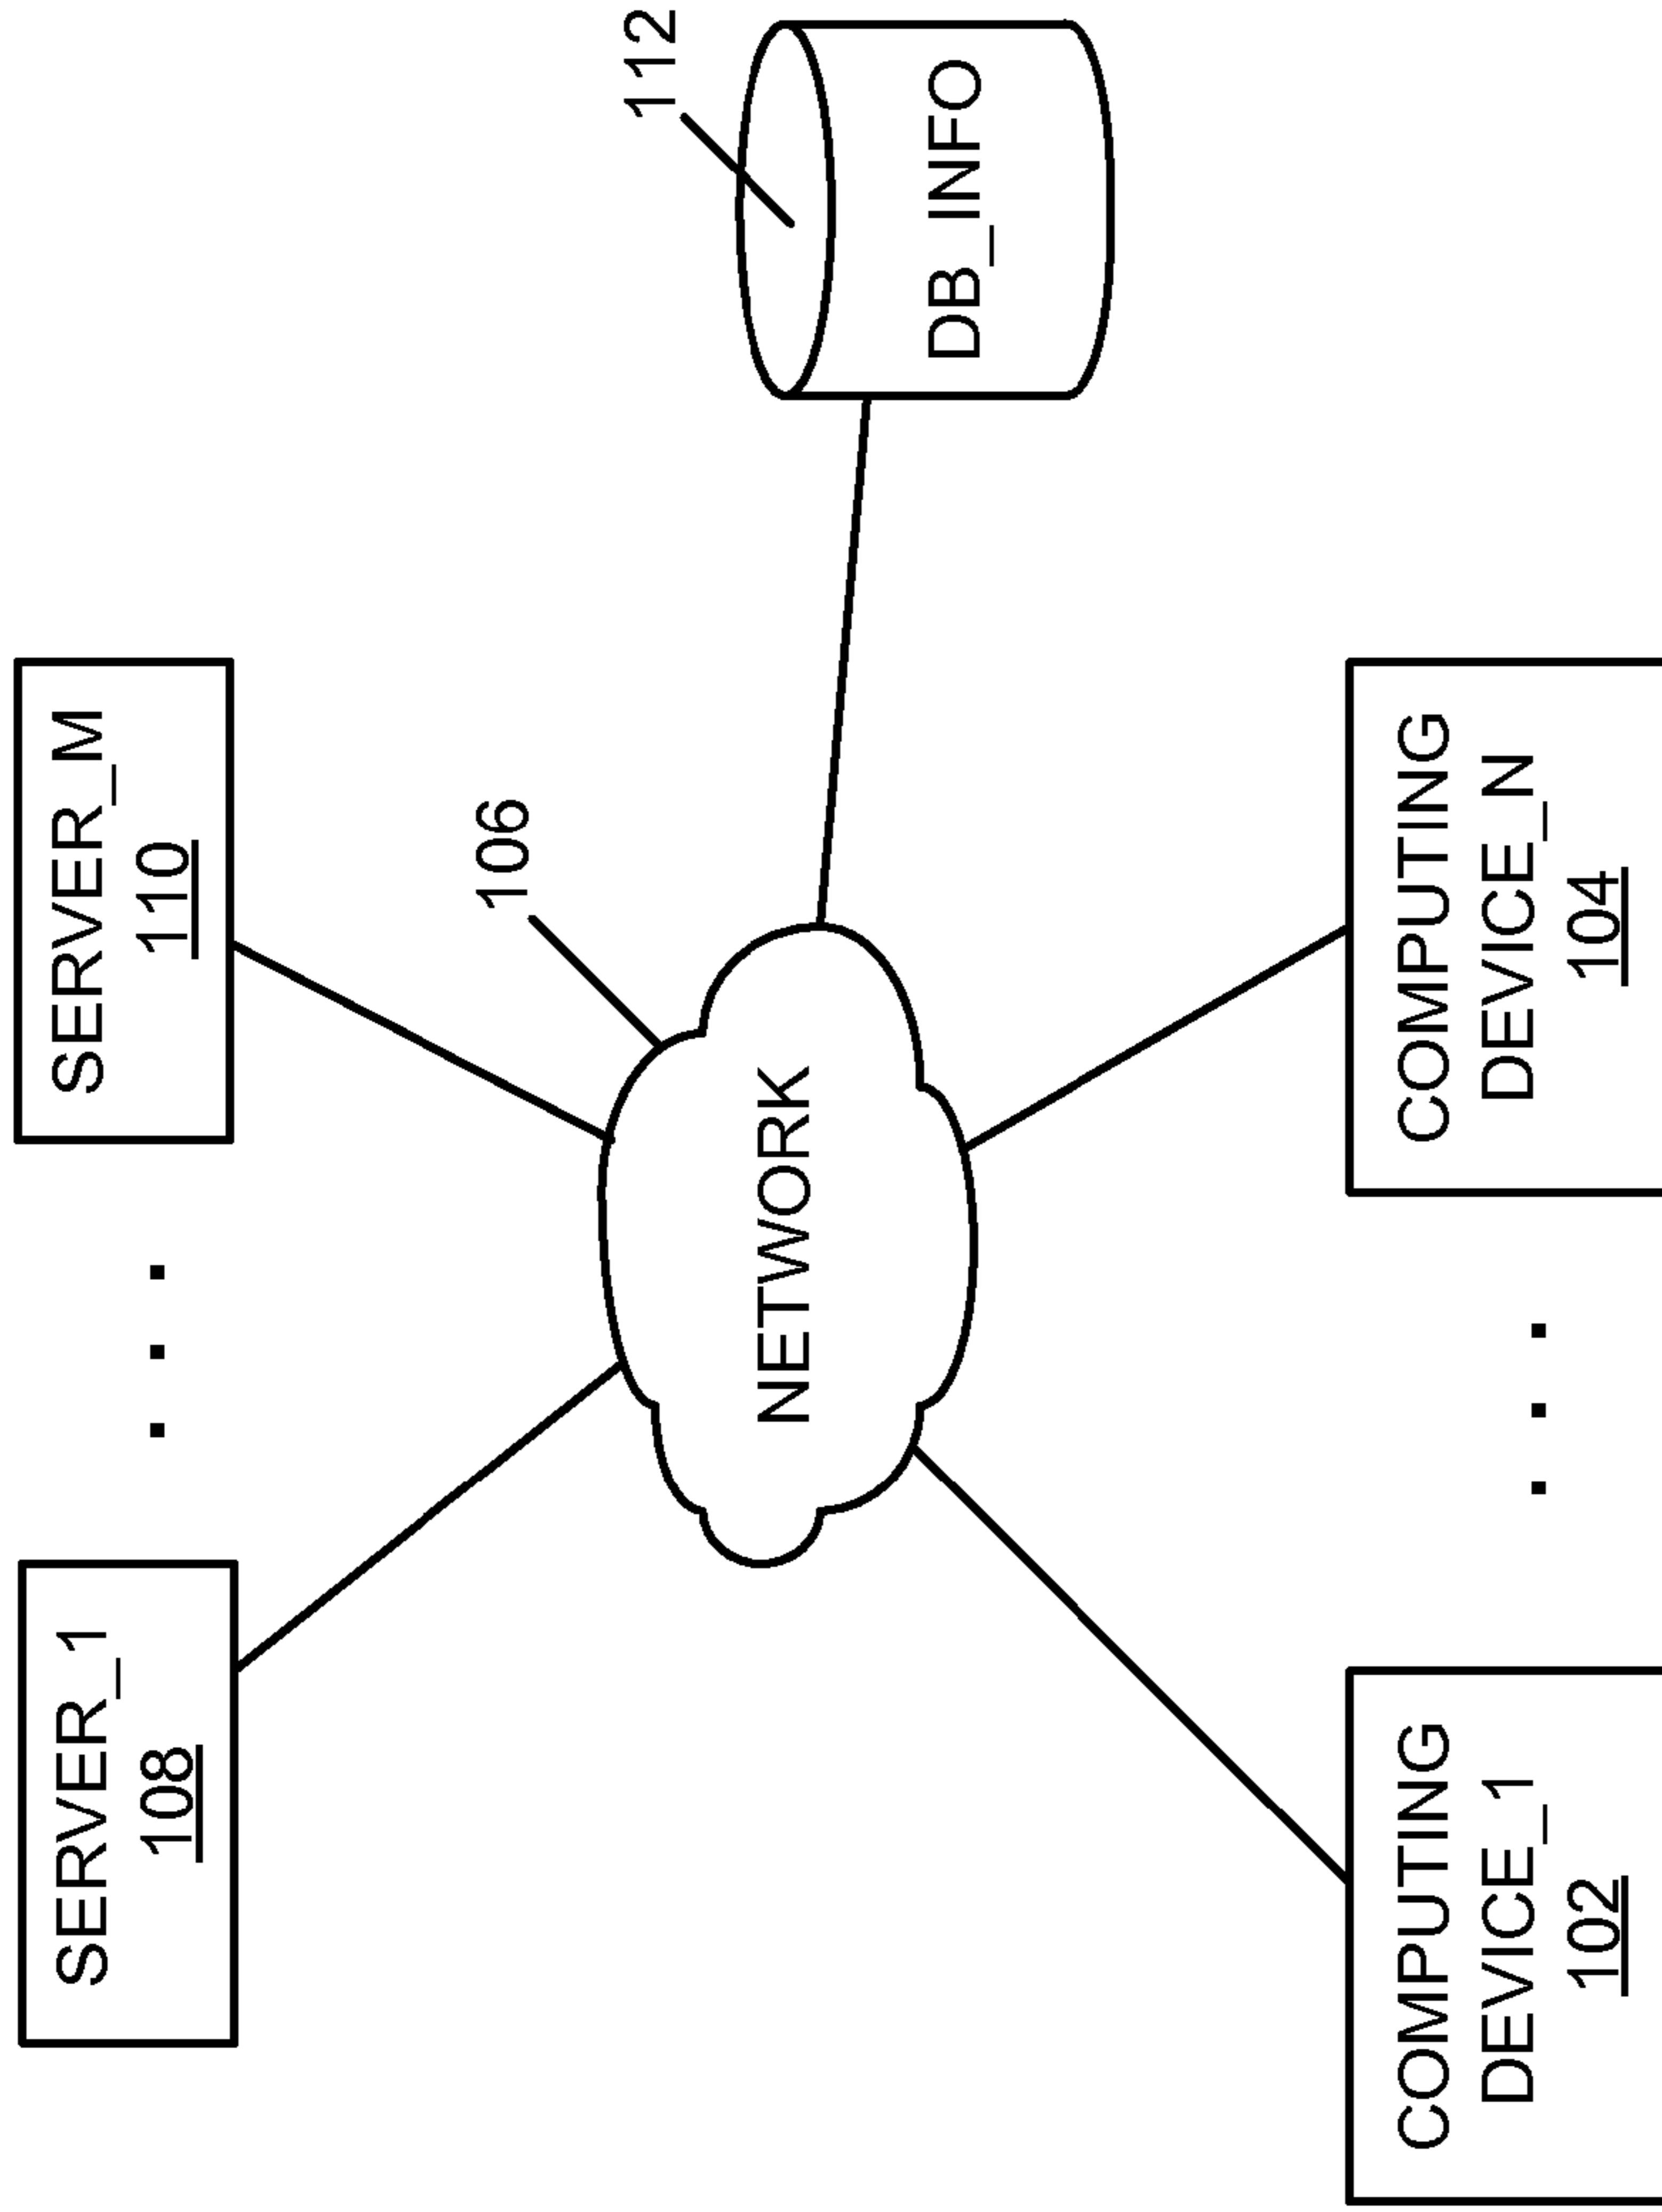 SERVER_1
108
SERVER_M
110
106
NETWORK
112
DB_INFO
COMPUTING
DEVICE_1
102
COMPUTING
DEVICE_N
104